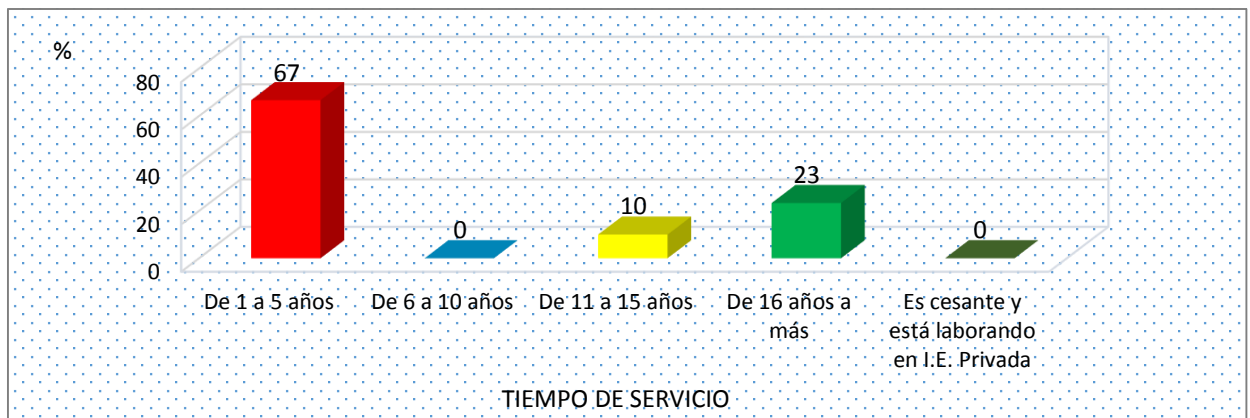 %
80
60
40
20
0
67
0
10
23
0
De 1 a 5 años
De 6 a 10 años
De 11 a 15 años
De 16 años a
más
Es cesante y
está laborando
en I.E. Privada
TIEMPO DE SERVICIO